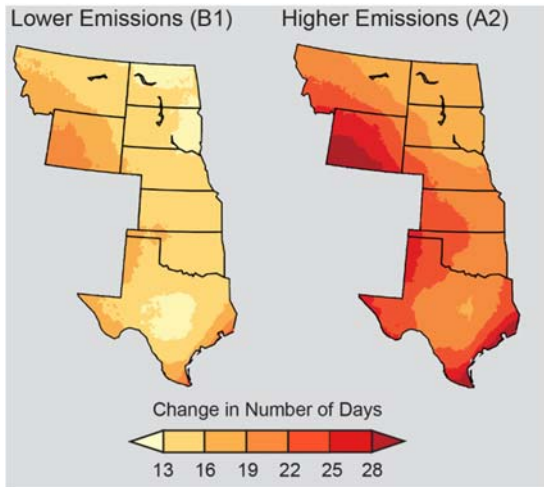 Lower Emissions (B1)
Higher Emissions (A2)
Change in Number of Days
13 16 19 22 25 28